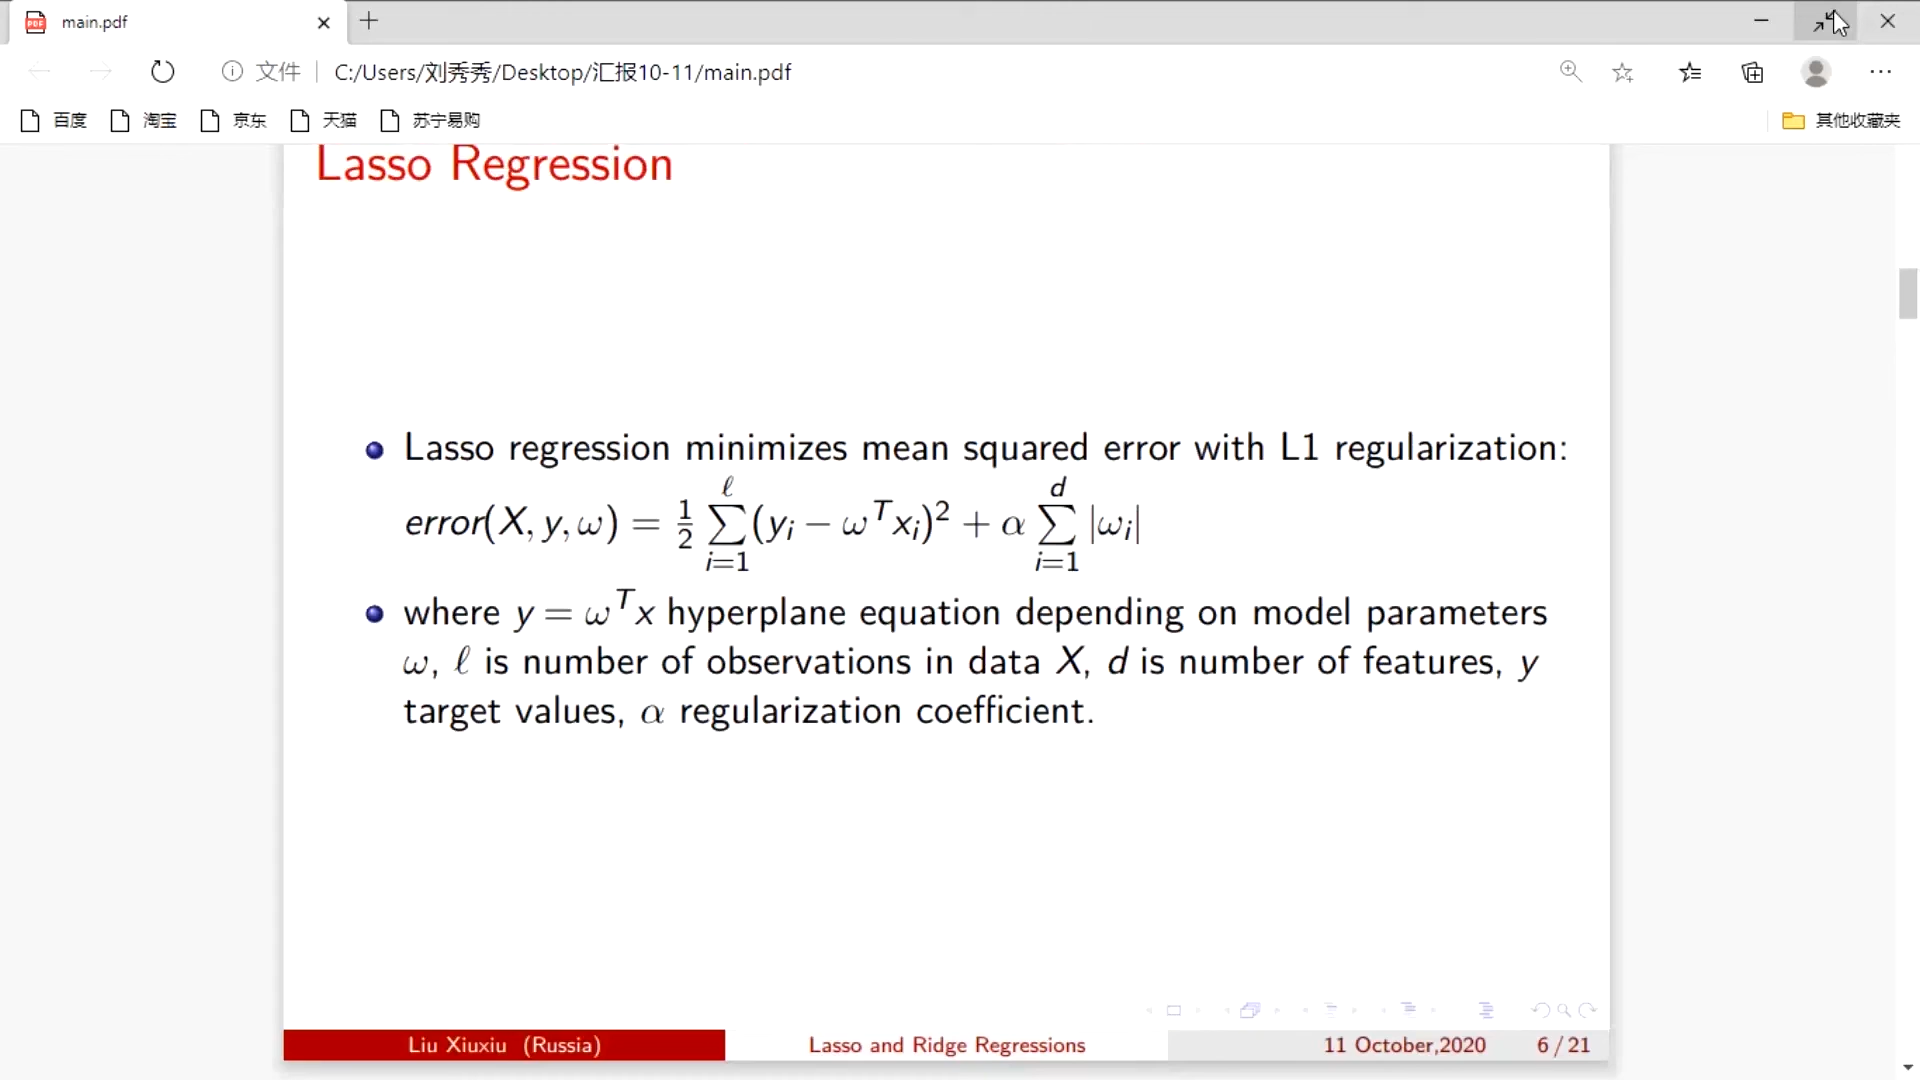 main.pdf
文件 C:/Users/刘秀秀/Desktop/汇报10-11/main.pdf
百度 淘宝 京东 天猫 苏宁易购 其他收藏夹
Lasso Regression
Lasso regression minimizes mean squared error with L1 regularization:
error(X, y, ω) = 1/2 ∑_{i=1}^{ℓ} (y_i − ω^T x_i)^2 + α ∑_{i=1}^{d} |ω_i|
where y = ω^T x hyperplane equation depending on model parameters
ω, ℓ is number of observations in data X, d is number of features, y
target values, α regularization coefficient.
Liu Xiuxiu (Russia) Lasso and Ridge Regressions 11 October,2020 6 / 21